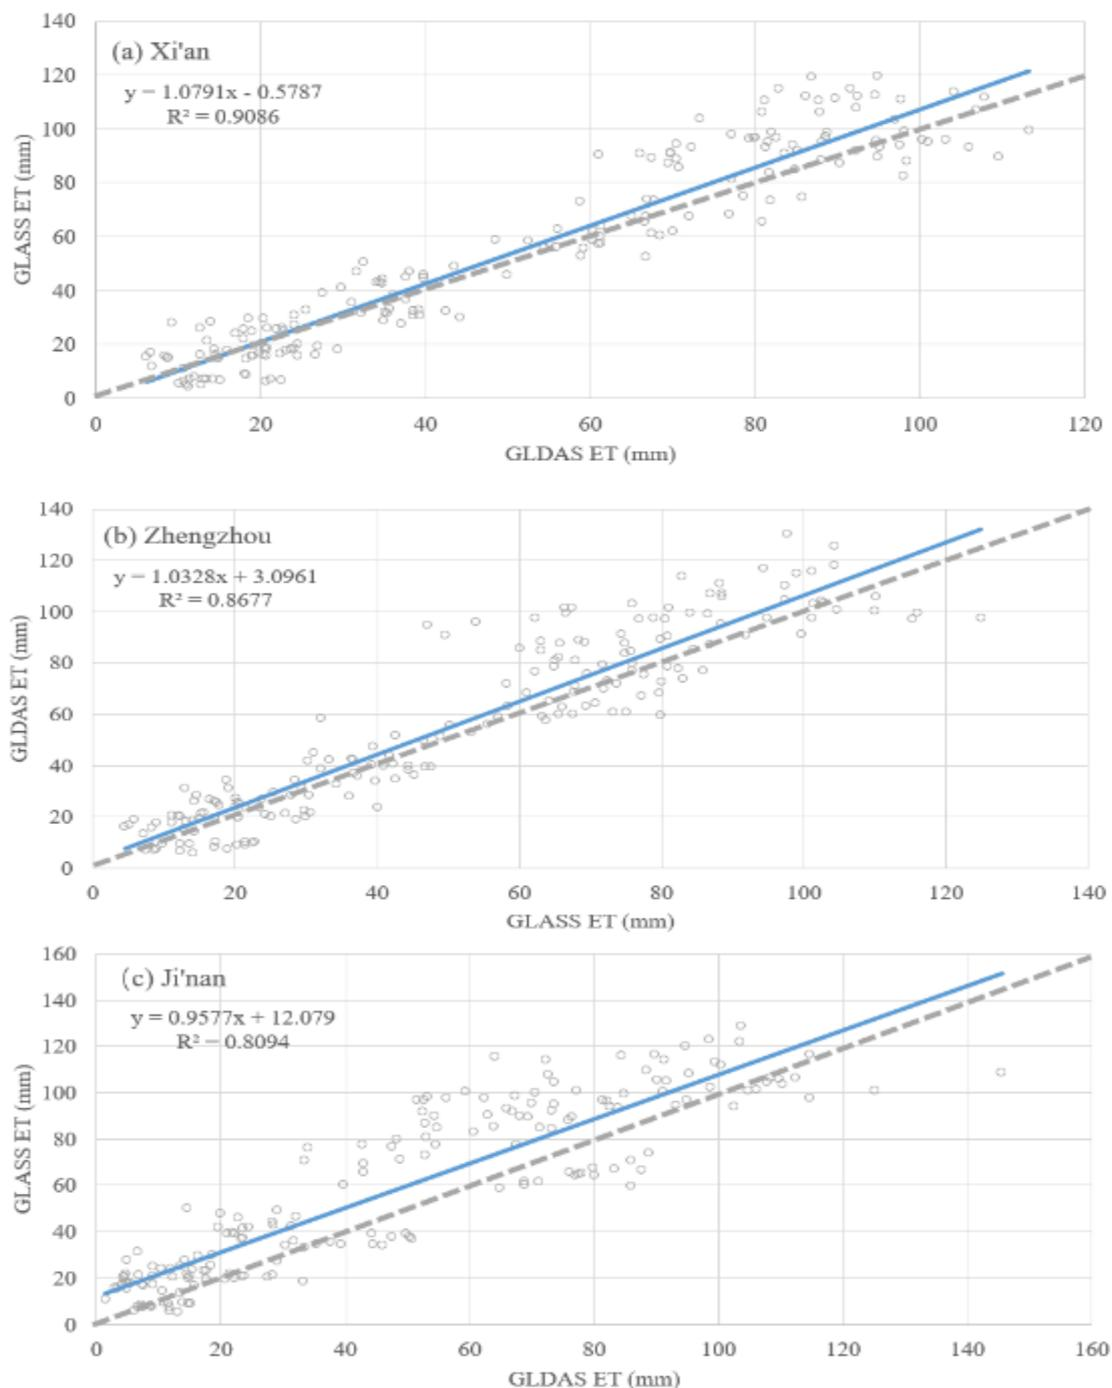 (a) Xi'an
y = 1.0791x - 0.5787
R² = 0.9086
140
120
100
80
60
40
20
0
GLASS ET (mm)
0 20 40 60 80 100 120
GLDAS ET (mm)
(b) Zhengzhou
y = 1.0328x + 3.0961
R² = 0.8677
140
120
100
80
60
40
20
0
GLDAS ET (mm)
0 20 40 60 80 100 120 140
GLASS ET (mm)
(c) Ji'nan
y = 0.9577x + 12.079
R² = 0.8094
160
140
120
100
80
60
40
20
0
GLASS ET (mm)
0 20 40 60 80 100 120 140 160
GLDAS ET (mm)